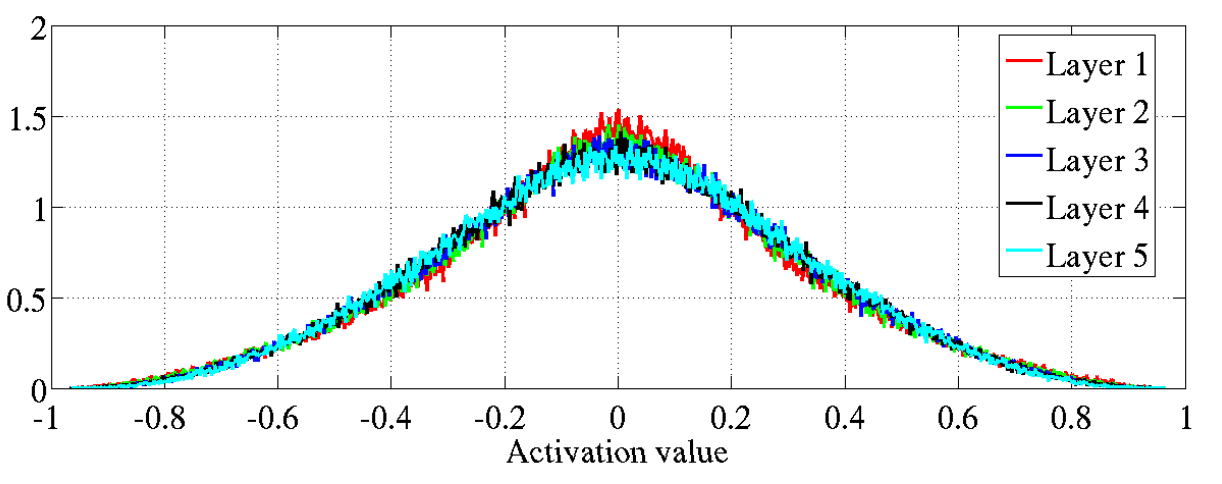 2
1.5
1
0.5
0
-1 -0.8 -0.6 -0.4 -0.2 0 0.2 0.4 0.6 0.8 1
Activation value
Layer 1
Layer 2
Layer 3
Layer 4
Layer 5